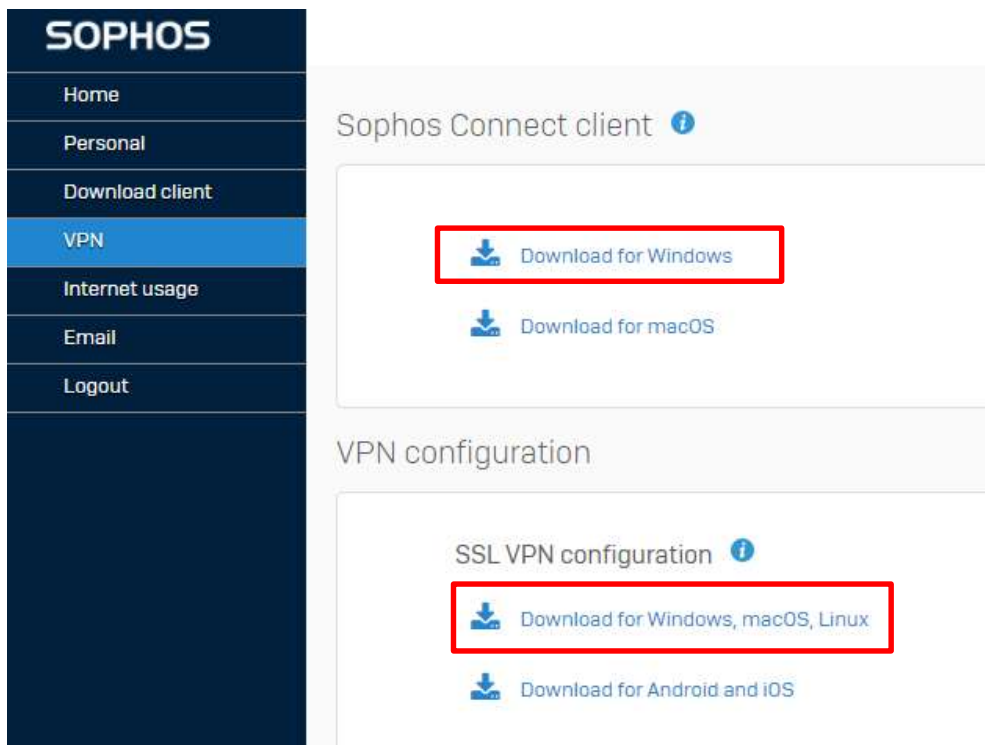 SOPHOS
Home
Personal
Download client
VPN
Internet usage
Email
Logout
Sophos Connect client
Download for Windows
Download for macOS
VPN configuration
SSL VPN configuration
Download for Windows, macOS, Linux
Download for Android and iOS